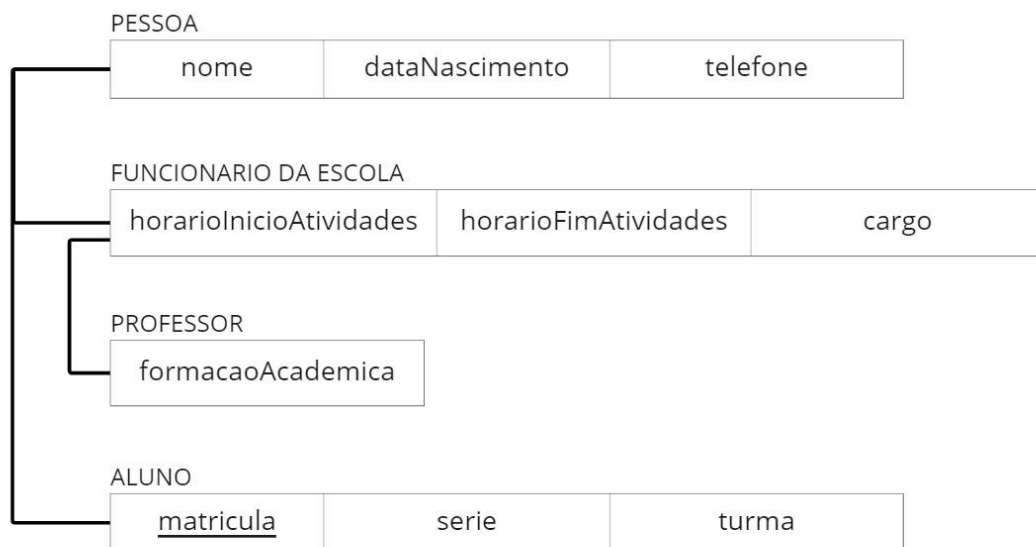 PESSOA
nome dataNascimento telefone
FUNCIONARIO DA ESCOLA
horarioInicioAtividades horarioFimAtividades cargo
PROFESSOR
formacaoAcademica
ALUNO
matricula serie turma